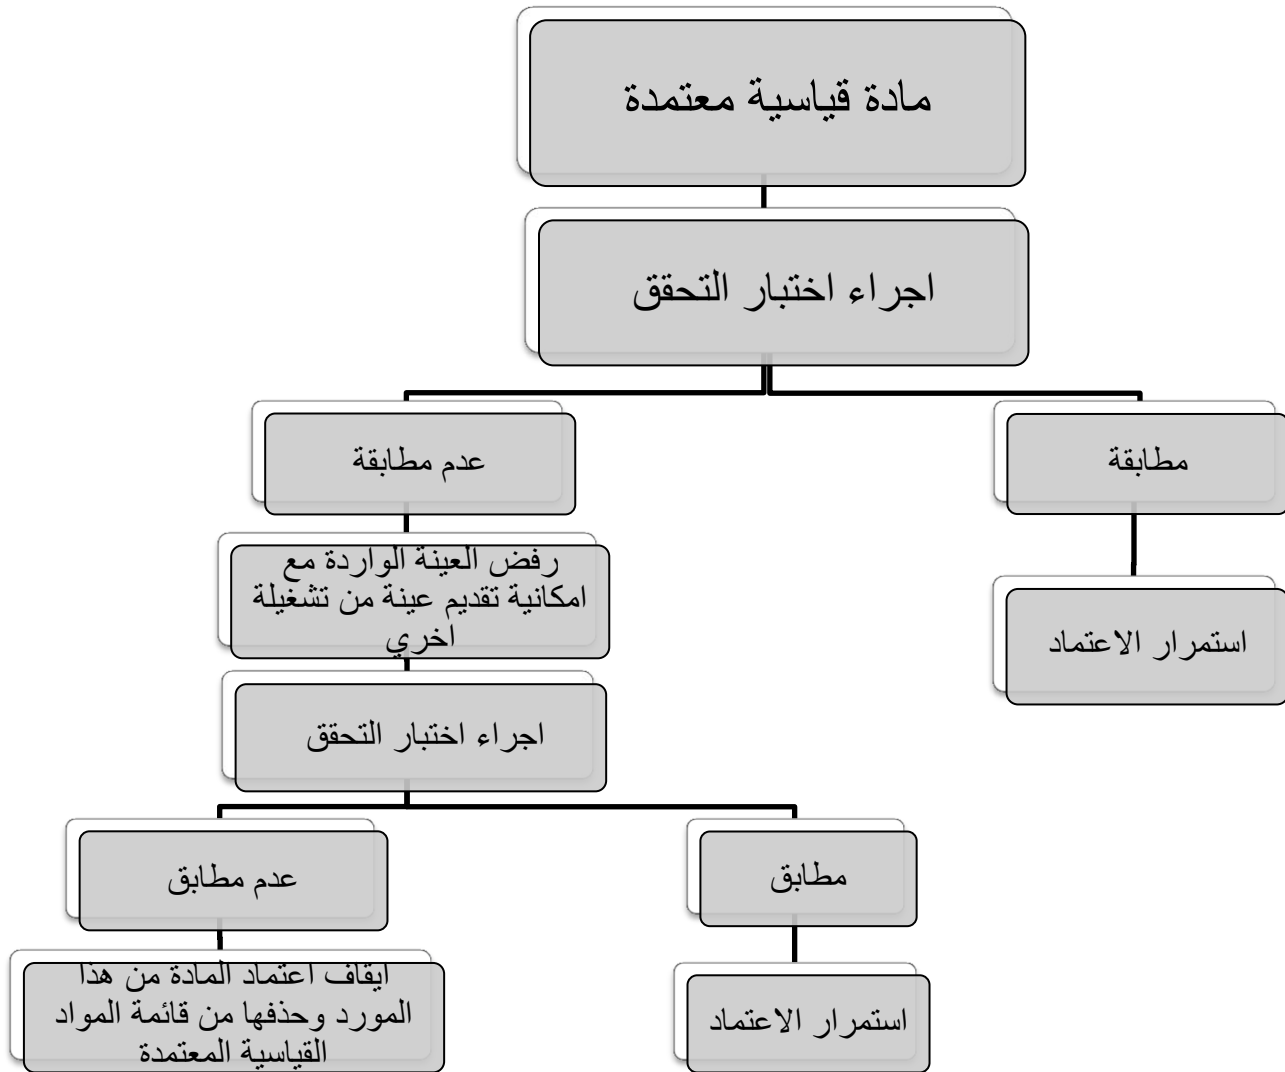 مادة قياسية معتمدة
اجراء اختبار التحقق
مطابقة
عدم مطابقة
استمرار الاعتماد
رفض العينة الواردة مع
امكانية تقديم عينة من تشغيلة
اخري
اجراء اختبار التحقق
مطابق
عدم مطابق
استمرار الاعتماد
ايقاف اعتماد المادة من هذا
المورد وحذفها من قائمة المواد
القياسية المعتمدة